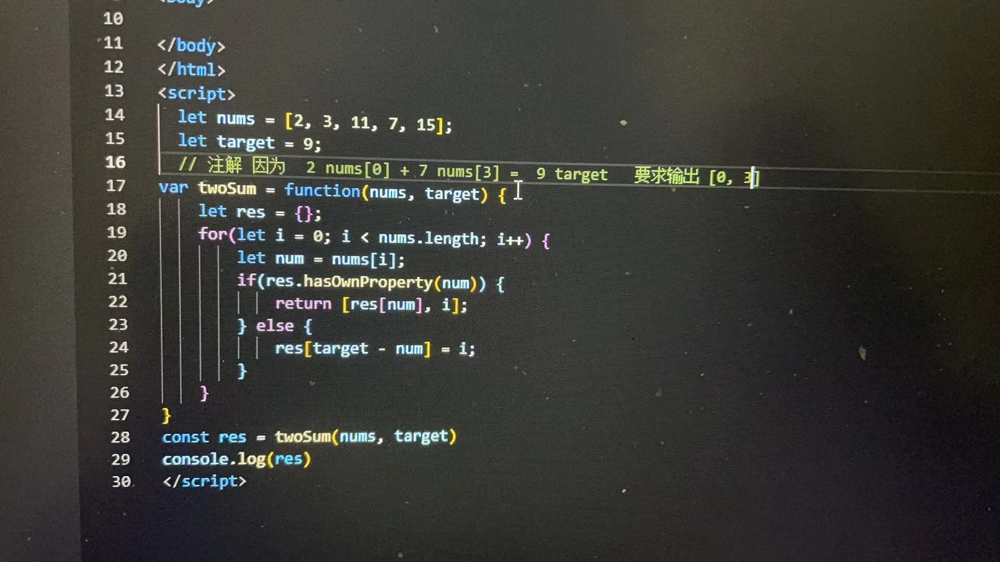 <body>
10
11 </body>
12 </html>
13 <script>
14 let nums = [2, 3, 11, 7, 15];
15 let target = 9;
16 // 注解 因为 2 nums[0] + 7 nums[3] = 9 target 要求输出 [0, 3]
17 var twoSum = function(nums, target) {
18 let res = {};
19 for(let i = 0; i < nums.length; i++) {
20 let num = nums[i];
21 if(res.hasOwnProperty(num)) {
22 return [res[num], i];
23 } else {
24 res[target - num] = i;
25 }
26 }
27 }
28 const res = twoSum(nums, target)
29 console.log(res)
30 </script>